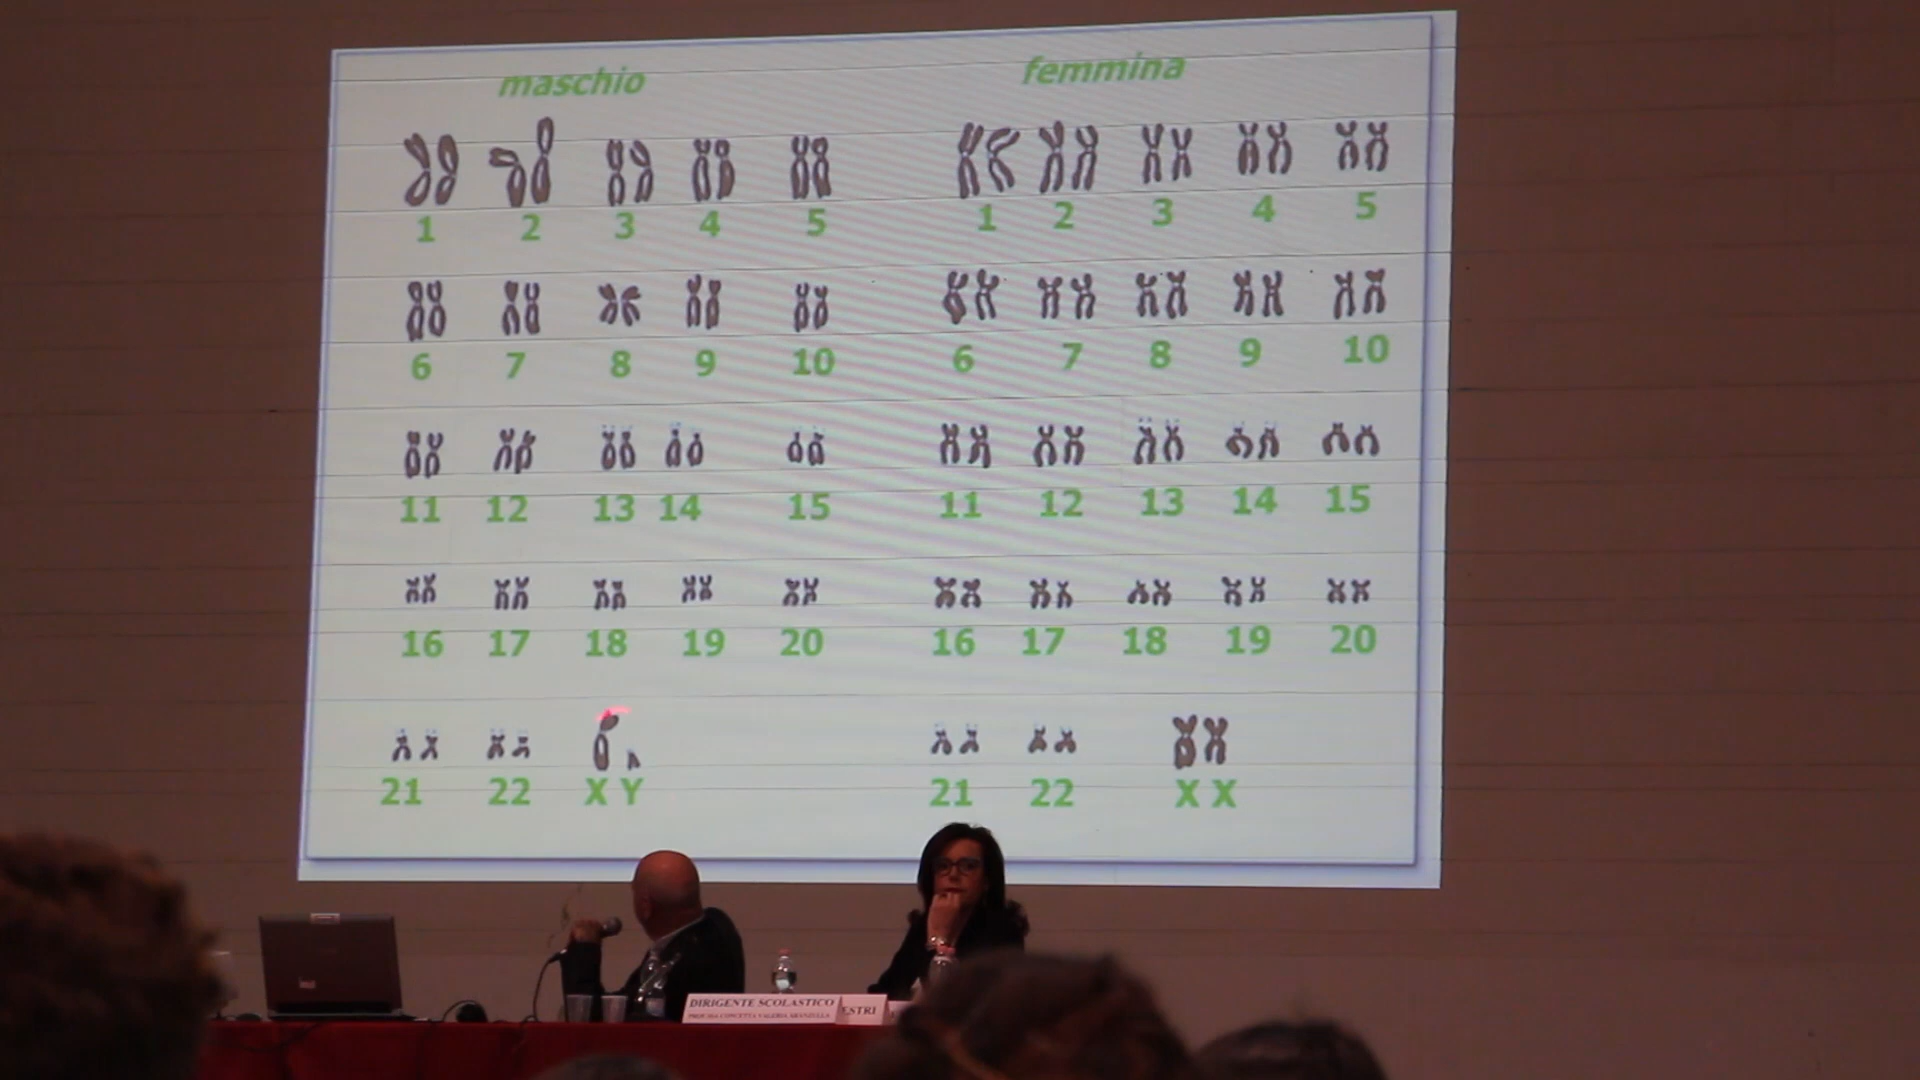 maschio
femmina
1 2 3 4 5
1 2 3 4 5
6 7 8 9 10
6 7 8 9 10
11 12 13 14 15
11 12 13 14 15
16 17 18 19 20
16 17 18 19 20
21 22 X Y
21 22 X X
DIRIGENTE SCOLASTICO
ESTRI